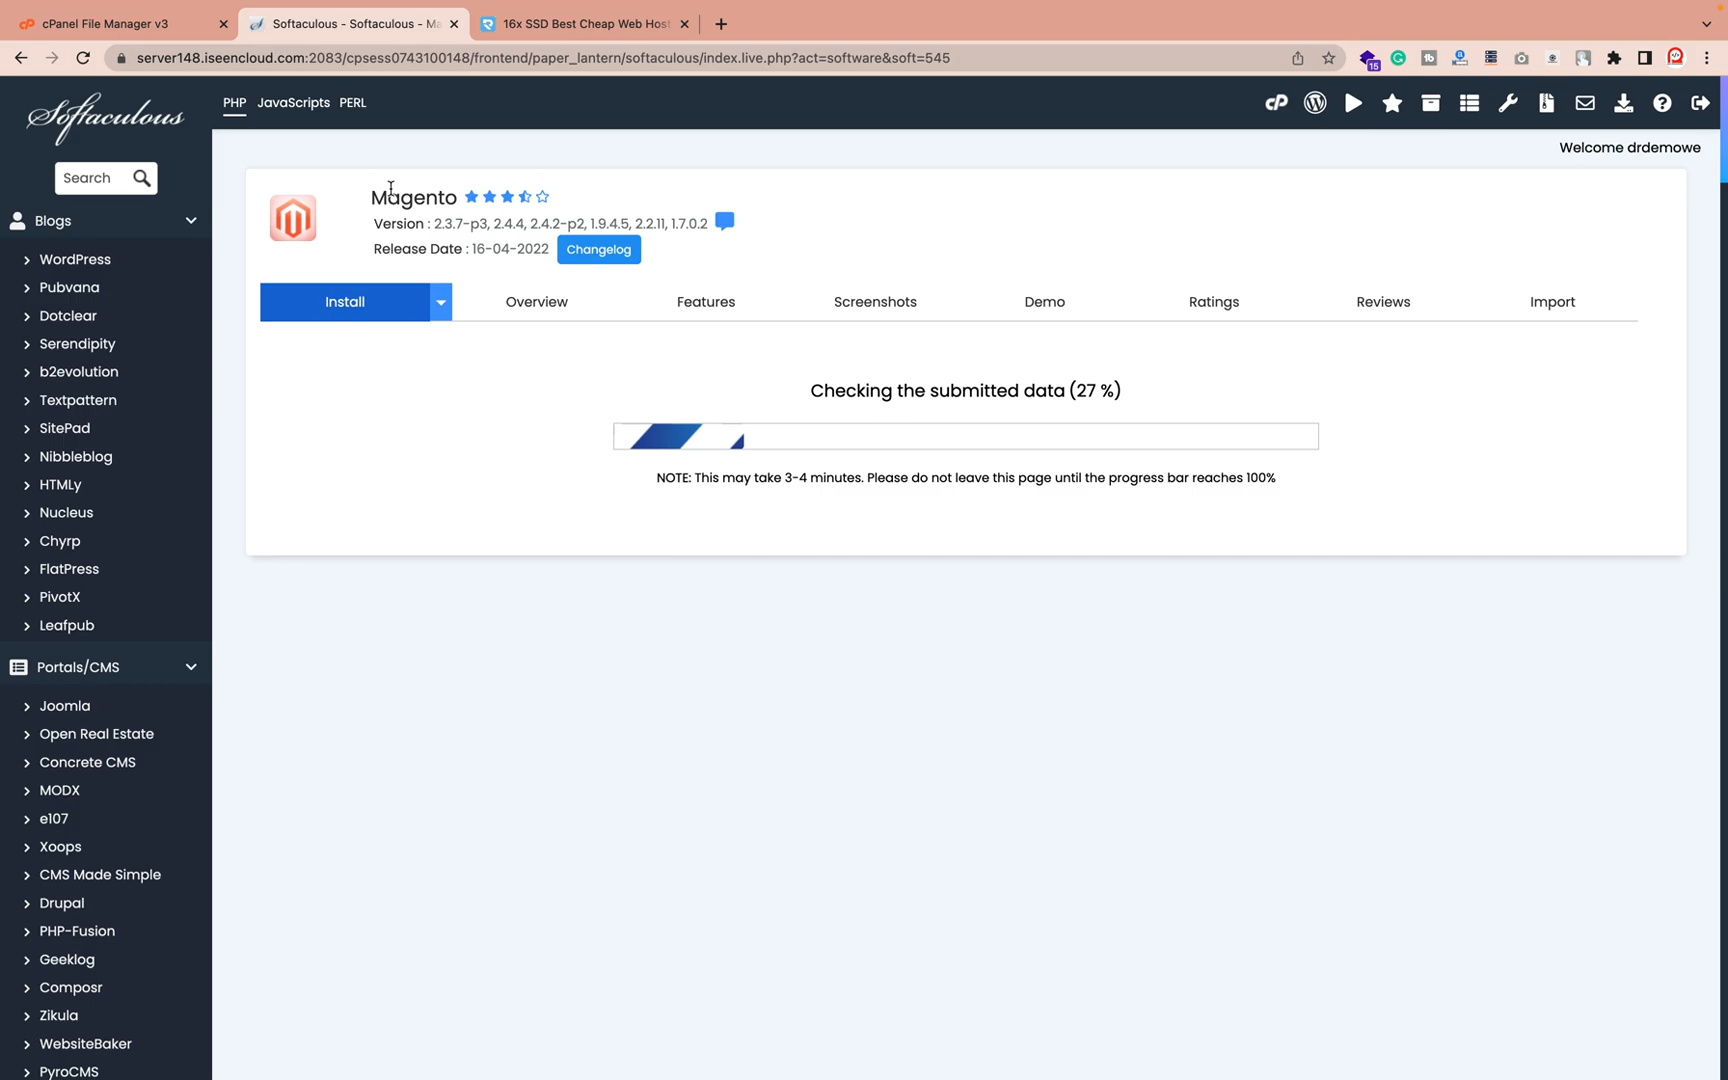 cPanel File Manager v3
Softaculous - Softaculous - Ma
16x SSD Best Cheap Web Host
server148.iseencloud.com:2083/cpsess0743100148/frontend/paper_lantern/softaculous/index.live.php?act=software&soft=545
15
Softaculous
PHP JavaScripts PERL
Welcome drdemowe
Search
Magento
Version : 2.3.7-p3, 2.4.4, 2.4.2-p2, 1.9.4.5, 2.2.11, 1.7.0.2
Release Date : 16-04-2022 Changelog
Install Overview Features Screenshots Demo Ratings Reviews Import
Checking the submitted data (27 %)
NOTE: This may take 3-4 minutes. Please do not leave this page until the progress bar reaches 100%
Blogs
WordPress
Pubvana
Dotclear
Serendipity
b2evolution
Textpattern
SitePad
Nibbleblog
HTMLy
Nucleus
Chyrp
FlatPress
PivotX
Leafpub
Portals/CMS
Joomla
Open Real Estate
Concrete CMS
MODX
e107
Xoops
CMS Made Simple
Drupal
PHP-Fusion
Geeklog
Composr
Zikula
WebsiteBaker
PyroCMS